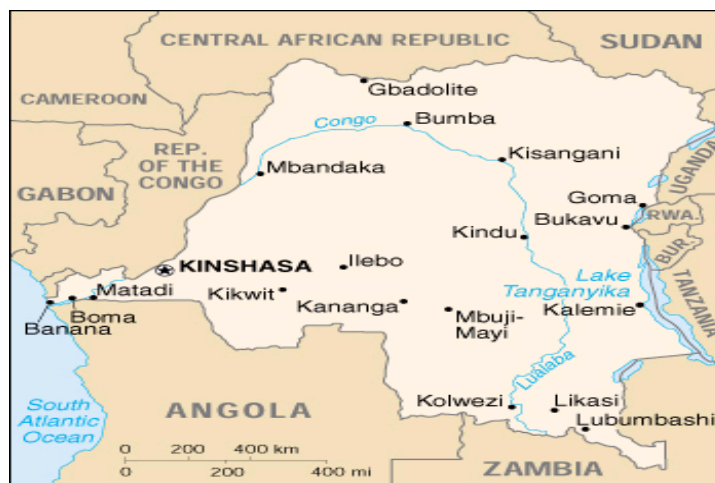 CENTRAL AFRICAN REPUBLIC
SUDAN
CAMEROON
Gbadolite
Congo
Bumba
REP.
OF THE
CONGO
Mbandaka
Kisangani
UGANDA
GABON
Goma
RWA.
Bukavu
Kindu
BUR.
KINSHASA
Ilebo
Lake
Tanganyika
TANZANIA
Matadi
Kikwit
Kananga
Kalemie
Boma
Banana
Mbuji-
Mayi
Lualaba
South
Atlantic
Ocean
ANGOLA
Kolwezi
Likasi
Lubumbashi
0 200 400 km
0 200 400 mi
ZAMBIA